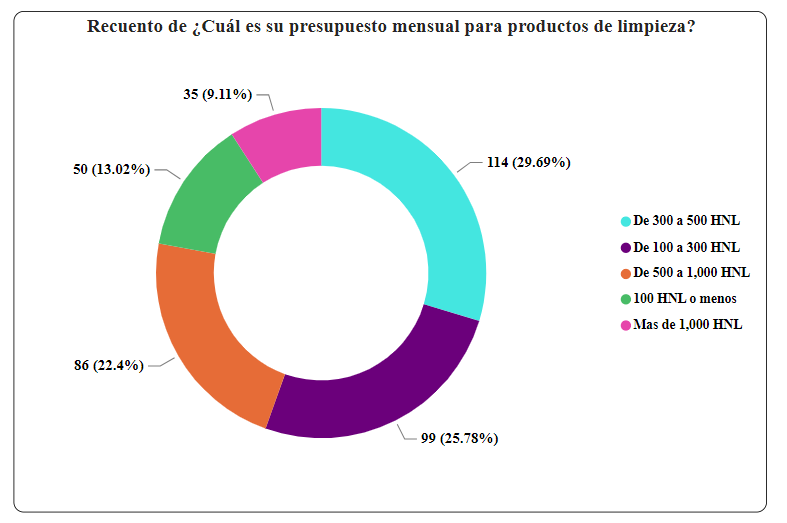 Recuento de ¿Cuál es su presupuesto mensual para productos de limpieza?
35 (9.11%)
114 (29.69%)
50 (13.02%)
86 (22.4%)
99 (25.78%)
De 300 a 500 HNL
De 100 a 300 HNL
De 500 a 1,000 HNL
100 HNL o menos
Mas de 1,000 HNL